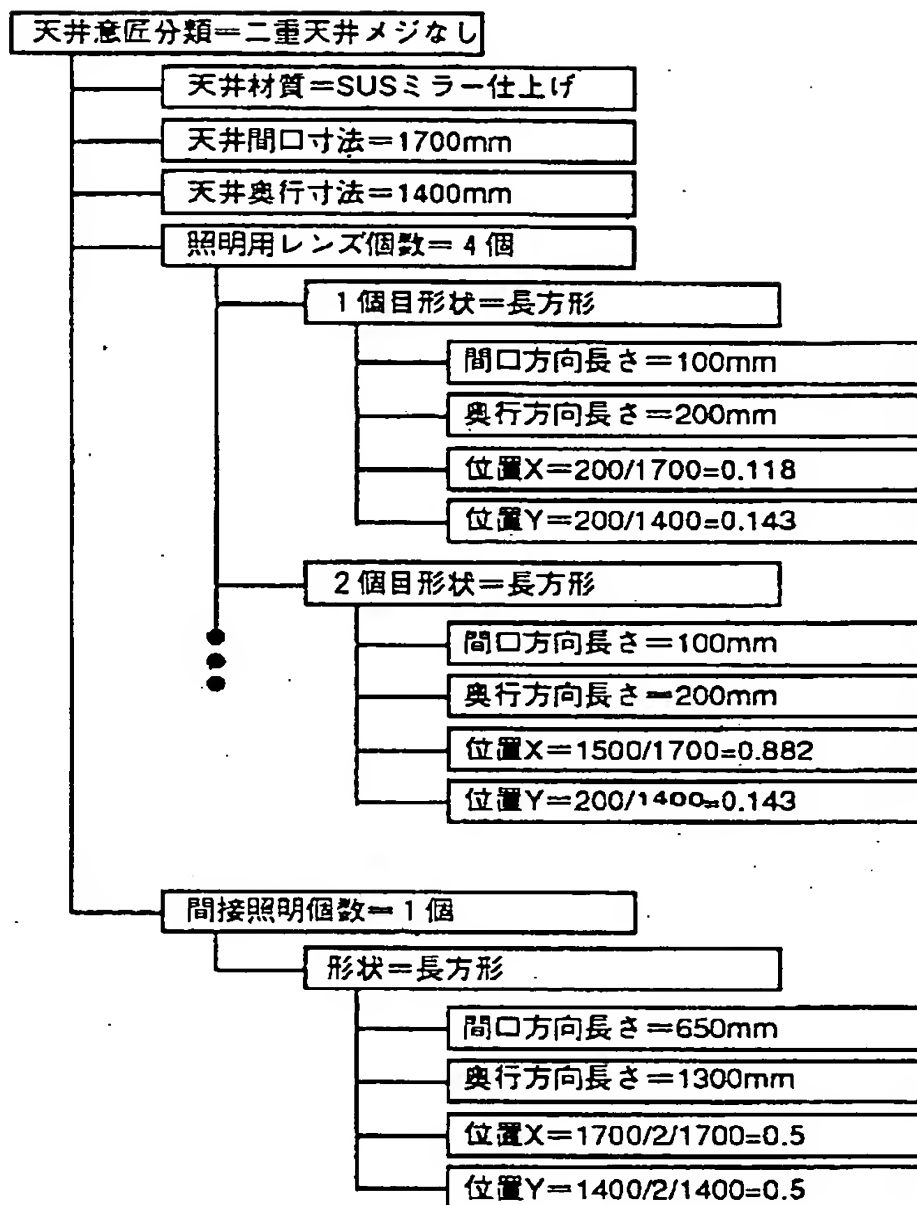 天井意匠分類＝二重天井メジなし
天井材質＝SUSミラー仕上げ
天井間口寸法＝1700mm
天井奥行寸法＝1400mm
照明用レンズ個数＝4個
1個目形状＝長方形
間口方向長さ＝100mm
奥行方向長さ＝200mm
位置X＝200/1700=0.118
位置Y＝200/1400=0.143
2個目形状＝長方形
間口方向長さ＝100mm
奥行方向長さ＝200mm
位置X＝1500/1700=0.882
位置Y＝200/1400=0.143
間接照明個数＝1個
形状＝長方形
間口方向長さ＝650mm
奥行方向長さ＝1300mm
位置X＝1700/2/1700=0.5
位置Y＝1400/2/1400=0.5